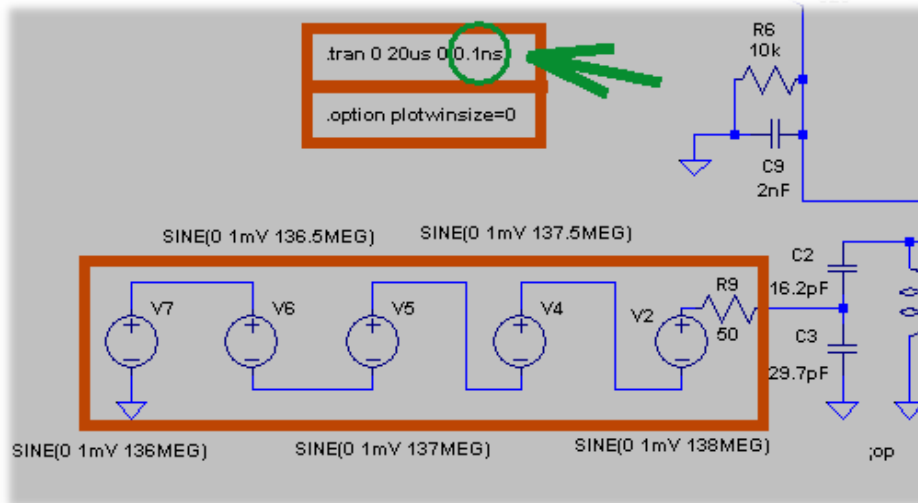 .tran 0 20us 0 0.1ns
.option plotwinsize=0
R6
10k
C9
2nF
SINE(0 1mV 136.5MEG)
SINE(0 1mV 137.5MEG)
V7
V6
V5
V4
V2
R9
50
C2
16.2pF
C3
29.7pF
SINE(0 1mV 136MEG)
SINE(0 1mV 137MEG)
SINE(0 1mV 138MEG)
;op